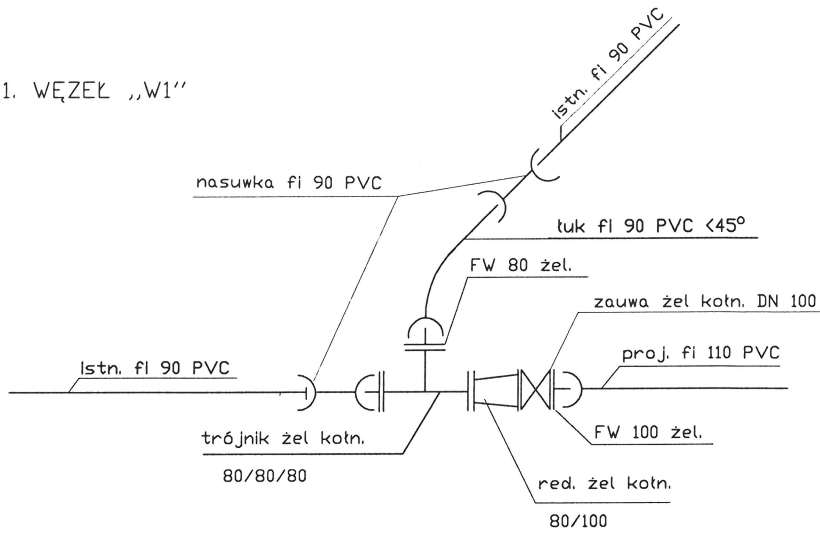 istn. fi 90 PVC
1. WĘZEŁ ,,W1''
nasuwka fi 90 PVC
łuk fi 90 PVC <45°
FW 80 żel.
zauwa żel kołn. DN 100
istn. fi 90 PVC
proj. fi 110 PVC
trójnik żel kołn.
80/80/80
FW 100 żel.
red. żel kołn.
80/100